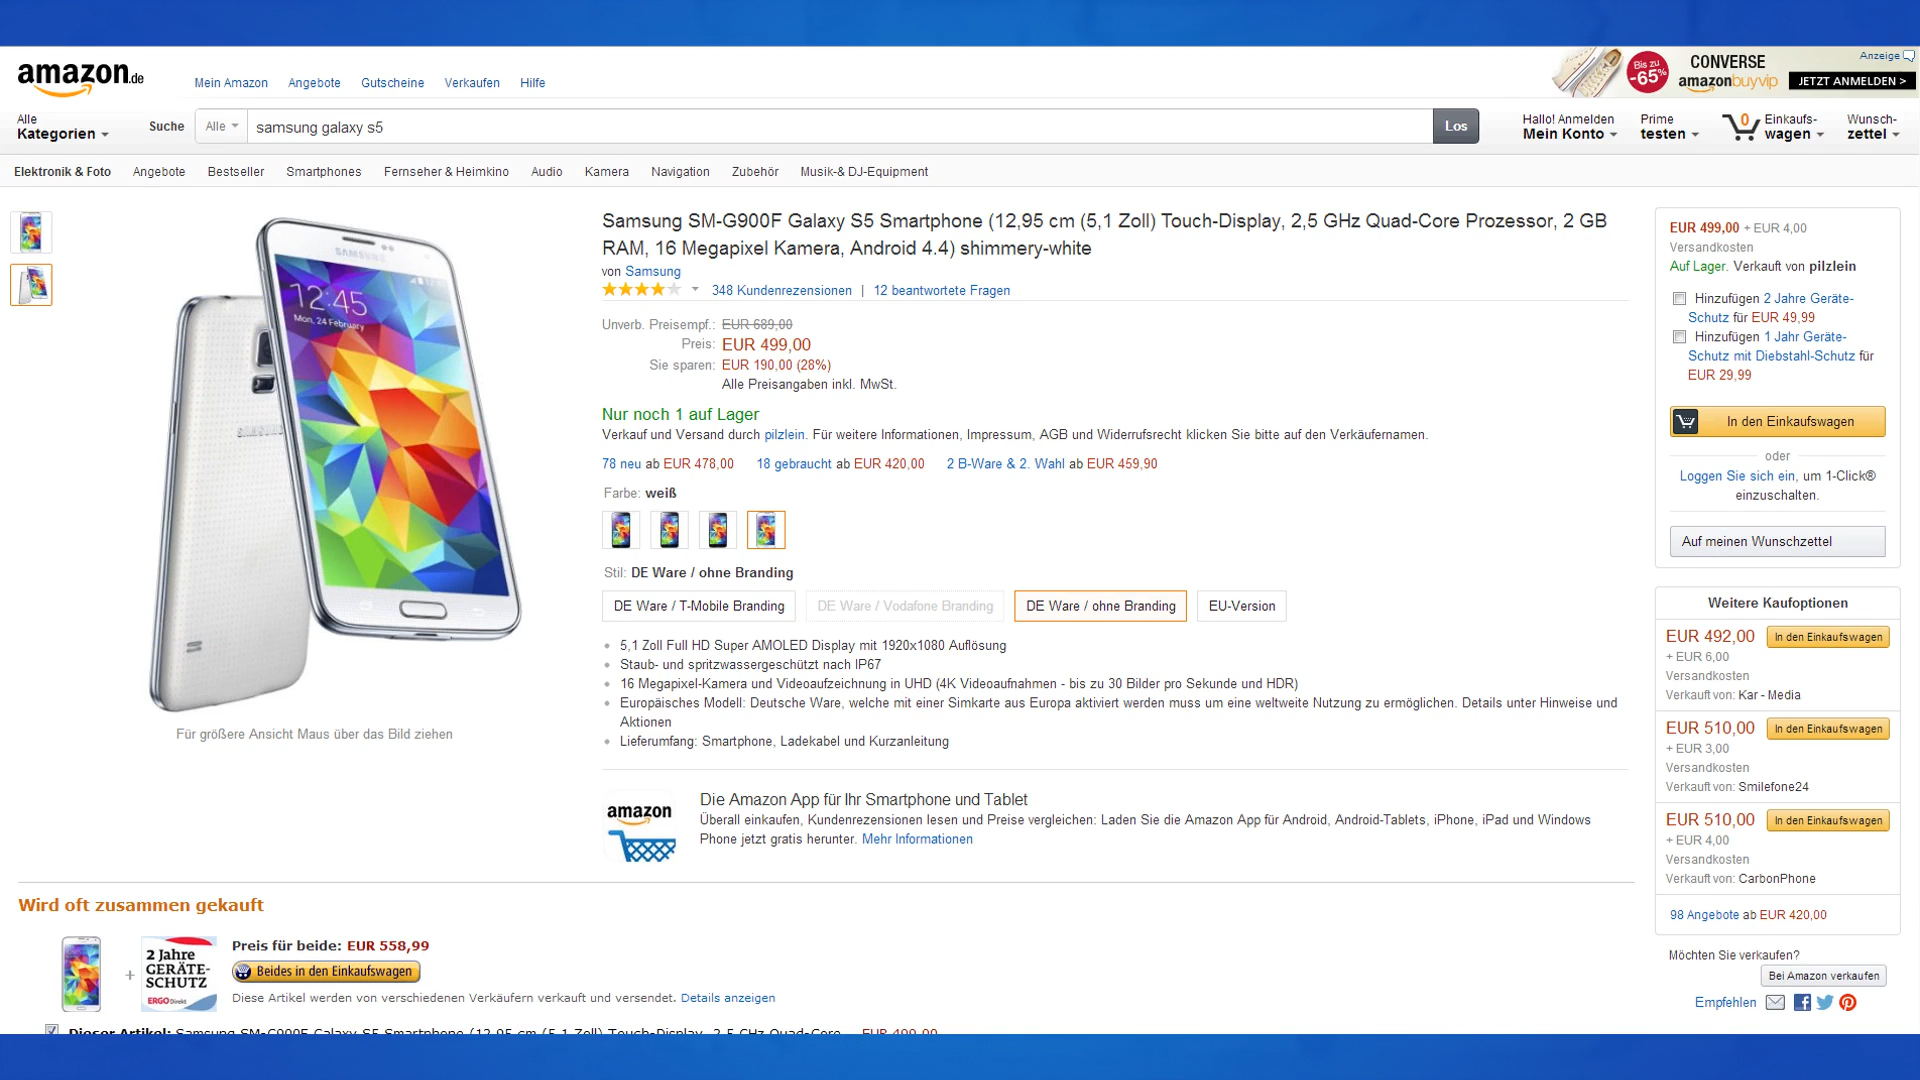 amazon.de
Mein Amazon Angebote Gutscheine Verkaufen Hilfe
Bis zu -65%
CONVERSE
amazonbuyvip
Anzeige
JETZT ANMELDEN >
Alle
Kategorien
Suche
Alle
samsung galaxy s5
Los
Hallo! Anmelden
Mein Konto
Prime
testen
0
Einkaufs-
wagen
Wunsch-
zettel
Elektronik & Foto Angebote Bestseller Smartphones Fernseher & Heimkino Audio Kamera Navigation Zubehör Musik-& DJ-Equipment
SAMSUNG
12:45
Mon, 24 February
SAMSUNG
Für größere Ansicht Maus über das Bild ziehen
Samsung SM-G900F Galaxy S5 Smartphone (12,95 cm (5,1 Zoll) Touch-Display, 2,5 GHz Quad-Core Prozessor, 2 GB
RAM, 16 Megapixel Kamera, Android 4.4) shimmery-white
von Samsung
348 Kundenrezensionen | 12 beantwortete Fragen
Unverb. Preisempf.: EUR 689,00
Preis: EUR 499,00
Sie sparen: EUR 190,00 (28%)
Alle Preisangaben inkl. MwSt.
Nur noch 1 auf Lager
Verkauf und Versand durch pilzlein. Für weitere Informationen, Impressum, AGB und Widerrufsrecht klicken Sie bitte auf den Verkäufernamen.
78 neu ab EUR 478,00 18 gebraucht ab EUR 420,00 2 B-Ware & 2. Wahl ab EUR 459,90
Farbe: weiß
Stil: DE Ware / ohne Branding
DE Ware / T-Mobile Branding DE Ware / Vodafone Branding DE Ware / ohne Branding EU-Version
5,1 Zoll Full HD Super AMOLED Display mit 1920x1080 Auflösung
Staub- und spritzwassergeschützt nach IP67
16 Megapixel-Kamera und Videoaufzeichnung in UHD (4K Videoaufnahmen - bis zu 30 Bilder pro Sekunde und HDR)
Europäisches Modell: Deutsche Ware, welche mit einer Simkarte aus Europa aktiviert werden muss um eine weltweite Nutzung zu ermöglichen. Details unter Hinweise und
Aktionen
Lieferumfang: Smartphone, Ladekabel und Kurzanleitung
amazon
Die Amazon App für Ihr Smartphone und Tablet
Überall einkaufen, Kundenrezensionen lesen und Preise vergleichen: Laden Sie die Amazon App für Android, Android-Tablets, iPhone, iPad und Windows
Phone jetzt gratis herunter. Mehr Informationen
EUR 499,00 + EUR 4,00
Versandkosten
Auf Lager. Verkauft von pilzlein
Hinzufügen 2 Jahre Geräte-
Schutz für EUR 49,99
Hinzufügen 1 Jahr Geräte-
Schutz mit Diebstahl-Schutz für
EUR 29,99
In den Einkaufswagen
oder
Loggen Sie sich ein, um 1-Click®
einzuschalten.
Auf meinen Wunschzettel
Weitere Kaufoptionen
EUR 492,00 In den Einkaufswagen
+ EUR 6,00
Versandkosten
Verkauft von: Kar - Media
EUR 510,00 In den Einkaufswagen
+ EUR 3,00
Versandkosten
Verkauft von: Smilefone24
EUR 510,00 In den Einkaufswagen
+ EUR 4,00
Versandkosten
Verkauft von: CarbonPhone
98 Angebote ab EUR 420,00
Möchten Sie verkaufen?
Bei Amazon verkaufen
Empfehlen
Wird oft zusammen gekauft
+
2 Jahre
GERÄTE-
SCHUTZ
ERGO Direkt
Preis für beide: EUR 558,99
Beides in den Einkaufswagen
Diese Artikel werden von verschiedenen Verkäufern verkauft und versendet. Details anzeigen
Dieser Artikel: Samsung SM-G900F Galaxy S5 Smartphone (12,95 cm (5,1 Zoll) Touch-Display, 2,5 GHz Quad-Core ... EUR 499,00